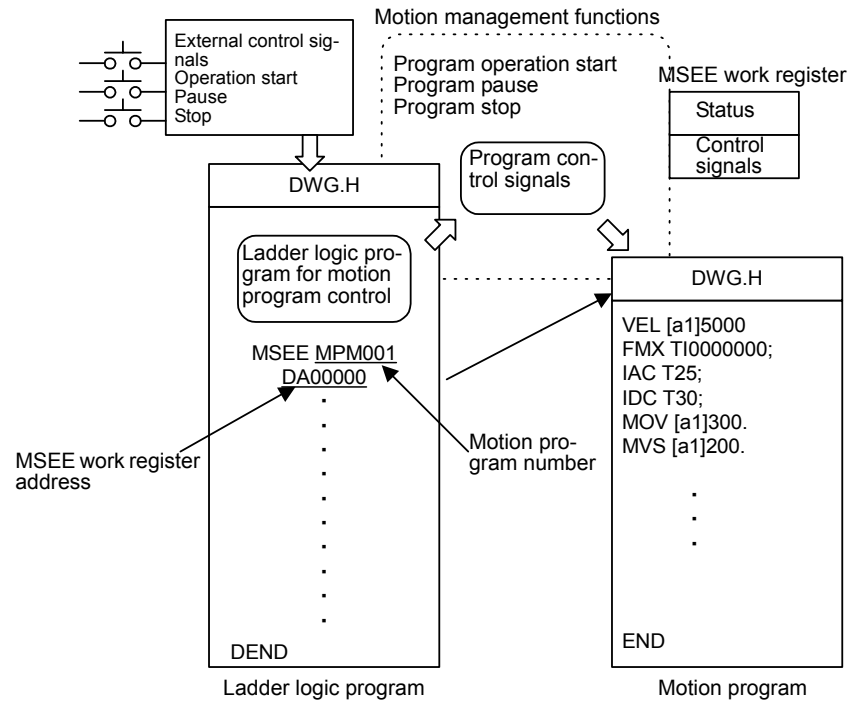 Motion management functions
External control sig-
nals
Operation start
Pause
Stop
Program operation start
Program pause
Program stop
MSEE work register
Status
Control
signals
Program con-
trol signals
DWG.H
Ladder logic pro-
gram for motion
program control
MSEE MPM001
DA00000
MSEE work register
address
Motion pro-
gram number
DEND
Ladder logic program
DWG.H
VEL [a1]5000
FMX TI0000000;
IAC T25;
IDC T30;
MOV [a1]300.
MVS [a1]200.
END
Motion program